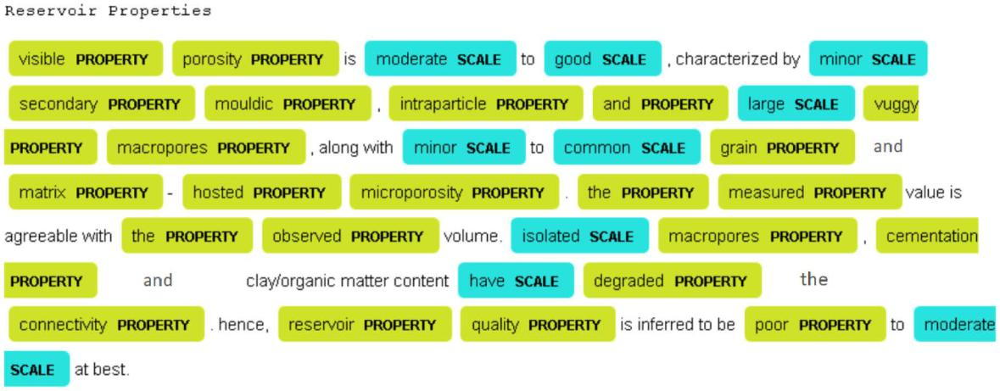 Reservoir Properties
visible PROPERTY porosity PROPERTY is moderate SCALE to good SCALE , characterized by minor SCALE
secondary PROPERTY mouldic PROPERTY , intraparticle PROPERTY and PROPERTY large SCALE vuggy
PROPERTY macropores PROPERTY , along with minor SCALE to common SCALE grain PROPERTY and
matrix PROPERTY - hosted PROPERTY microporosity PROPERTY . the PROPERTY measured PROPERTY value is
agreeable with the PROPERTY observed PROPERTY volume. isolated SCALE macropores PROPERTY , cementation
PROPERTY and clay/organic matter content have SCALE degraded PROPERTY the
connectivity PROPERTY . hence, reservoir PROPERTY quality PROPERTY is inferred to be poor PROPERTY to moderate
SCALE at best.